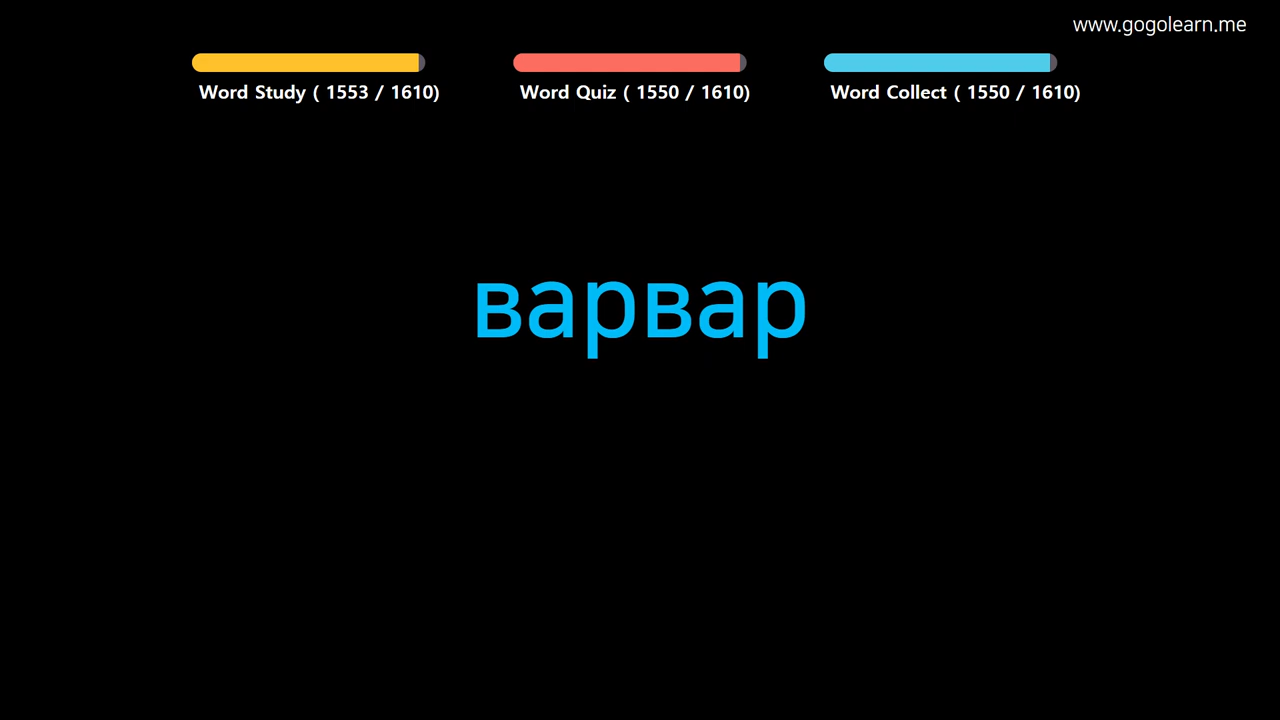 www.gogolearn.me
Word Study ( 1553 / 1610)
Word Quiz ( 1550 / 1610)
Word Collect ( 1550 / 1610)
варвар